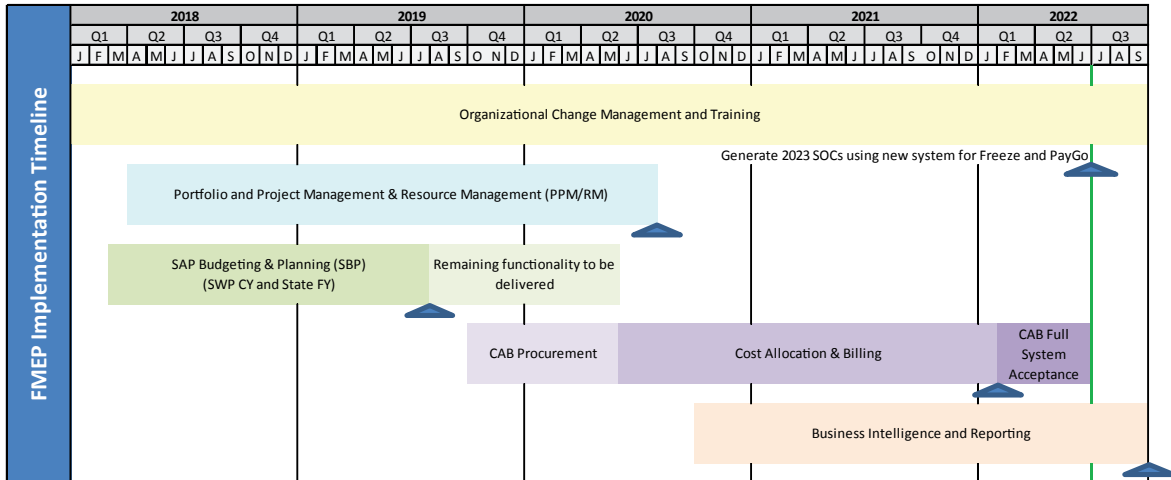 FMEP Implementation Timeline
2018 2019 2020 2021 2022
Q1 Q2 Q3 Q4 Q1 Q2 Q3 Q4 Q1 Q2 Q3 Q4 Q1 Q2 Q3 Q4 Q1 Q2 Q3
J F M A M J J A S O N D J F M A M J J A S O N D J F M A M J J A S O N D J F M A M J J A S O N D J F M A M J J A S
Organizational Change Management and Training
Generate 2023 SOCs using new system for Freeze and PayGo
Portfolio and Project Management & Resource Management (PPM/RM)
SAP Budgeting & Planning (SBP)
(SWP CY and State FY)
Remaining functionality to be
delivered
CAB Procurement
Cost Allocation & Billing
CAB Full
System
Acceptance
Business Intelligence and Reporting